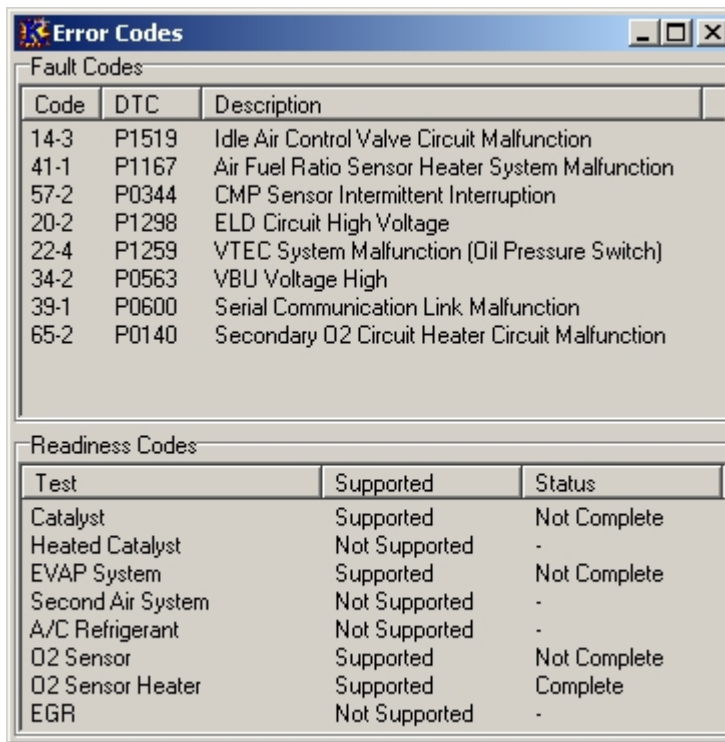 Error Codes
Fault Codes
Code DTC Description
14-3 P1519 Idle Air Control Valve Circuit Malfunction
41-1 P1167 Air Fuel Ratio Sensor Heater System Malfunction
57-2 P0344 CMP Sensor Intermittent Interruption
20-2 P1298 ELD Circuit High Voltage
22-4 P1259 VTEC System Malfunction (Oil Pressure Switch)
34-2 P0563 VBU Voltage High
39-1 P0600 Serial Communication Link Malfunction
65-2 P0140 Secondary O2 Circuit Heater Circuit Malfunction
Readiness Codes
Test Supported Status
Catalyst Supported Not Complete
Heated Catalyst Not Supported -
EVAP System Supported Not Complete
Second Air System Not Supported -
A/C Refrigerant Not Supported -
O2 Sensor Supported Not Complete
O2 Sensor Heater Supported Complete
EGR Not Supported -